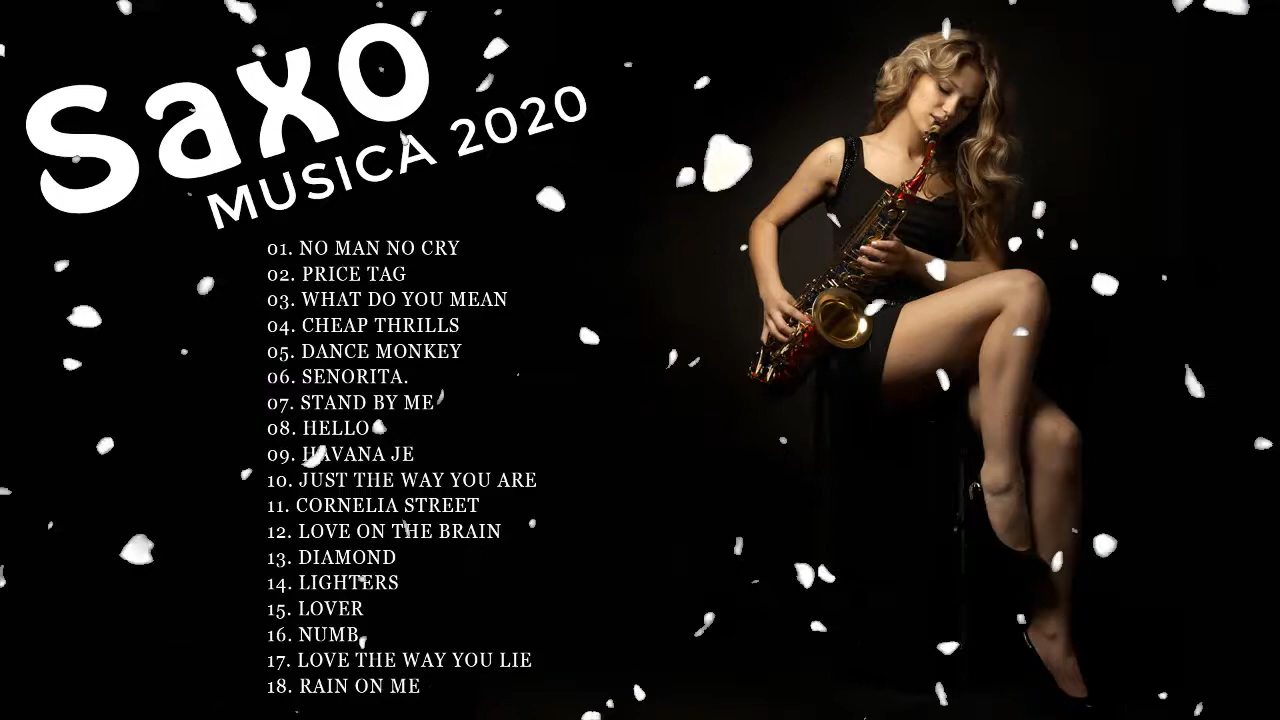 Saxo
MUSICA 2020
01. NO MAN NO CRY
02. PRICE TAG
03. WHAT DO YOU MEAN
04. CHEAP THRILLS
05. DANCE MONKEY
06. SENORITA.
07. STAND BY ME
08. HELLO
09. HAVANA JE
10. JUST THE WAY YOU ARE
11. CORNELIA STREET
12. LOVE ON THE BRAIN
13. DIAMOND
14. LIGHTERS
15. LOVER
16. NUMB
17. LOVE THE WAY YOU LIE
18. RAIN ON ME